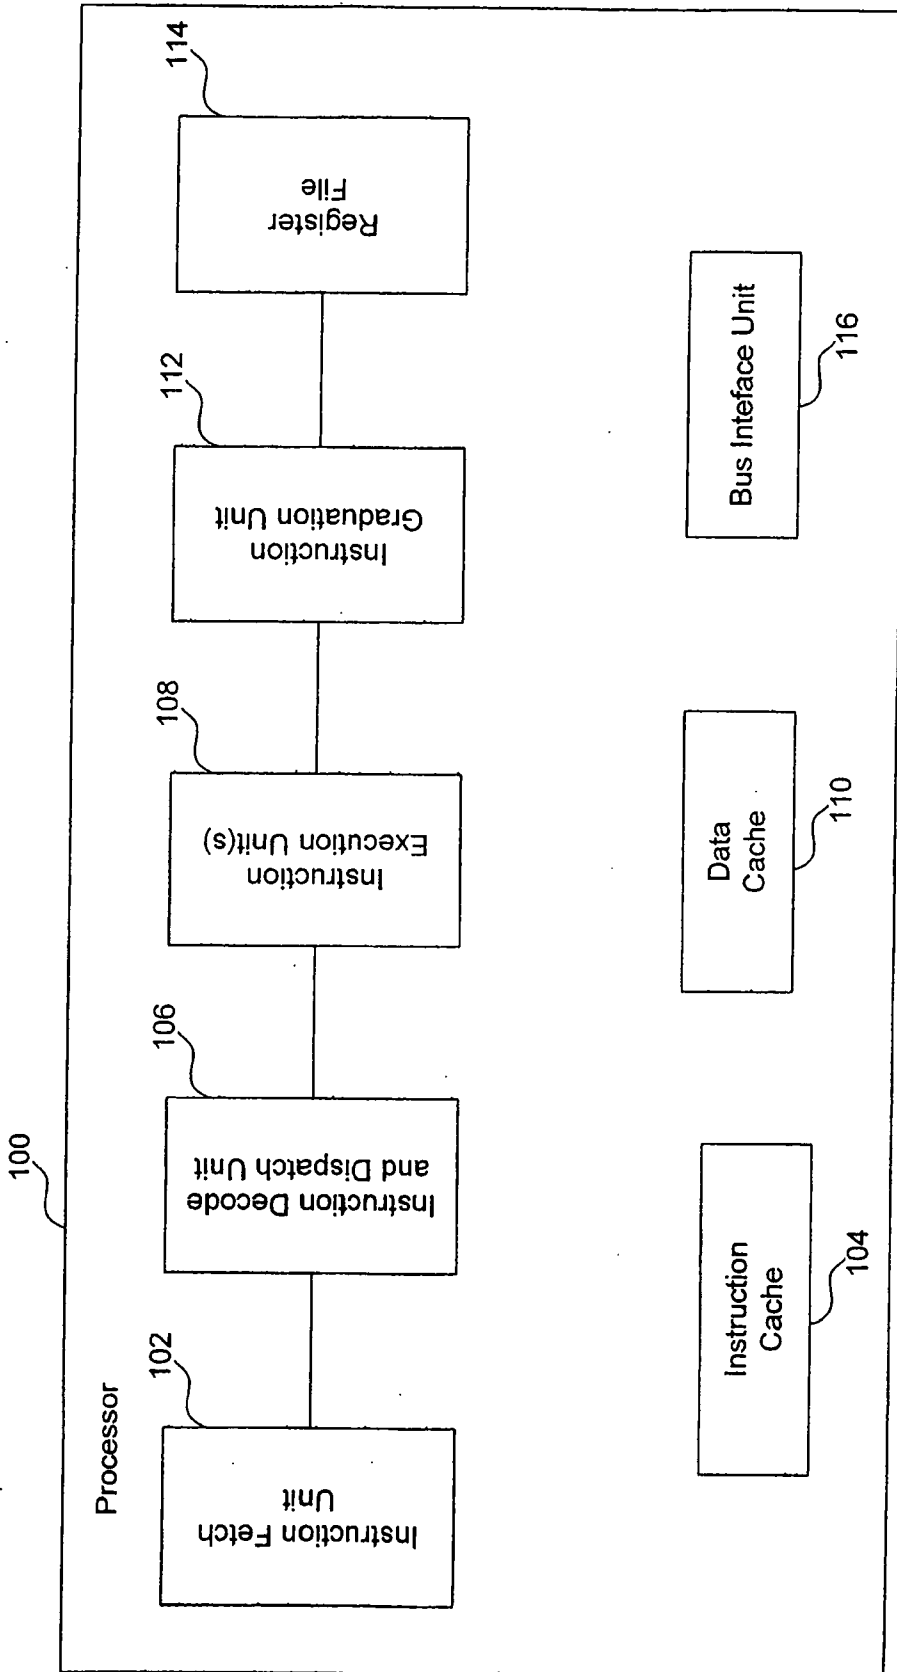 100
Processor
102
Instruction Fetch
Unit
106
Instruction Decode
and Dispatch Unit
108
Instruction
Execution Unit(s)
112
Instruction
Graduation Unit
114
Register
File
Instruction
Cache
104
Data
Cache
110
Bus Inteface Unit
116